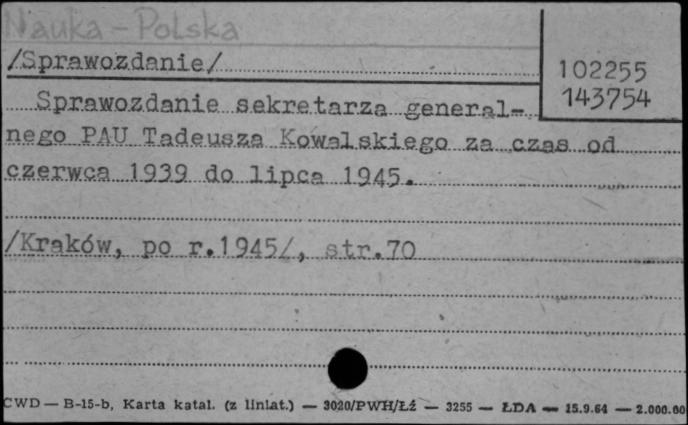 Nauka - Polska
/Sprawozdanie/
102255
143754
Sprawozdanie sekretarza general-
nego PAU Tadeusza Kowalskiego za czas od
czerwca 1939 do lipca 1945.
/Kraków, po r.1945/, str.70
CWD — B-15-b, Karta katal. (z liniat.) — 3020/PWH/Łź — 3255 — ŁDA — 15.9.64 — 2.000.00